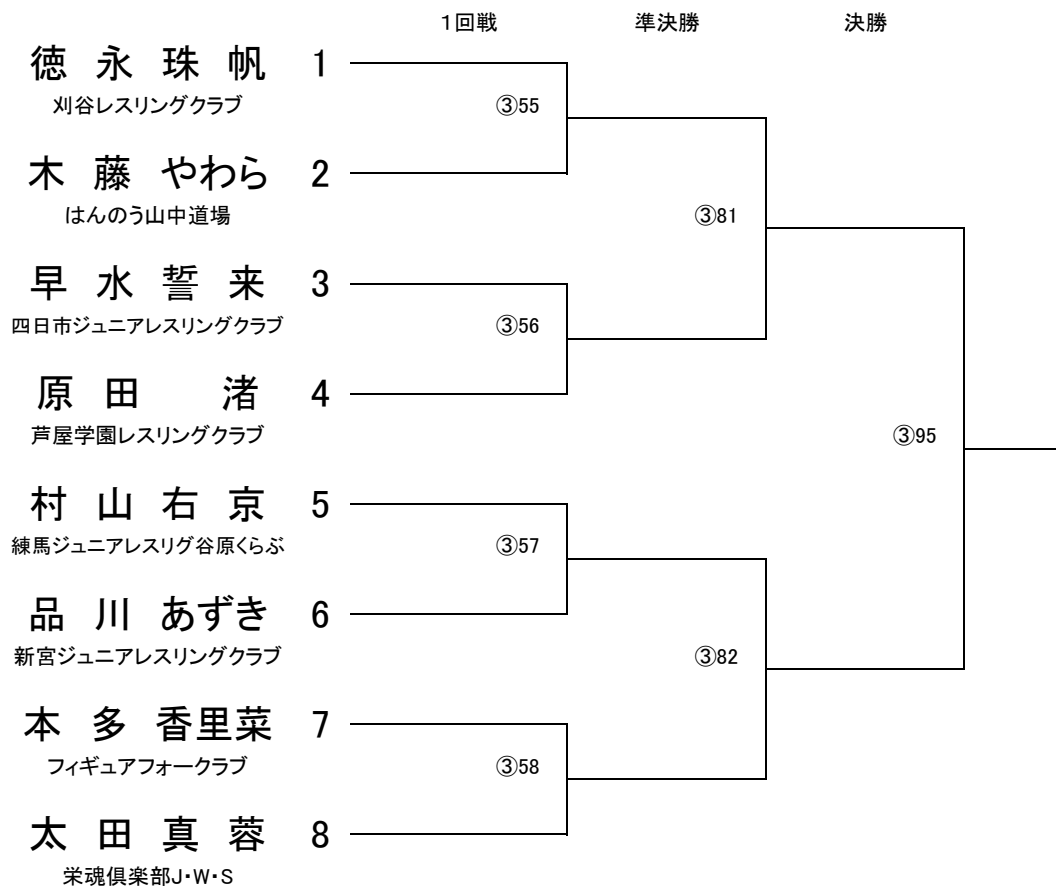 １回戦 準決勝 決勝
徳永珠帆 1
刈谷レスリングクラブ
③55
木藤やわら 2
はんのう山中道場
③81
早水誓来 3
四日市ジュニアレスリングクラブ
③56
原田渚 4
芦屋学園レスリングクラブ
③95
村山右京 5
練馬ジュニアレスリグ谷原くらぶ
③57
品川あずき 6
新宮ジュニアレスリングクラブ
③82
本多香里菜 7
フィギュアフォークラブ
③58
太田真蓉 8
栄魂倶楽部J・W・S